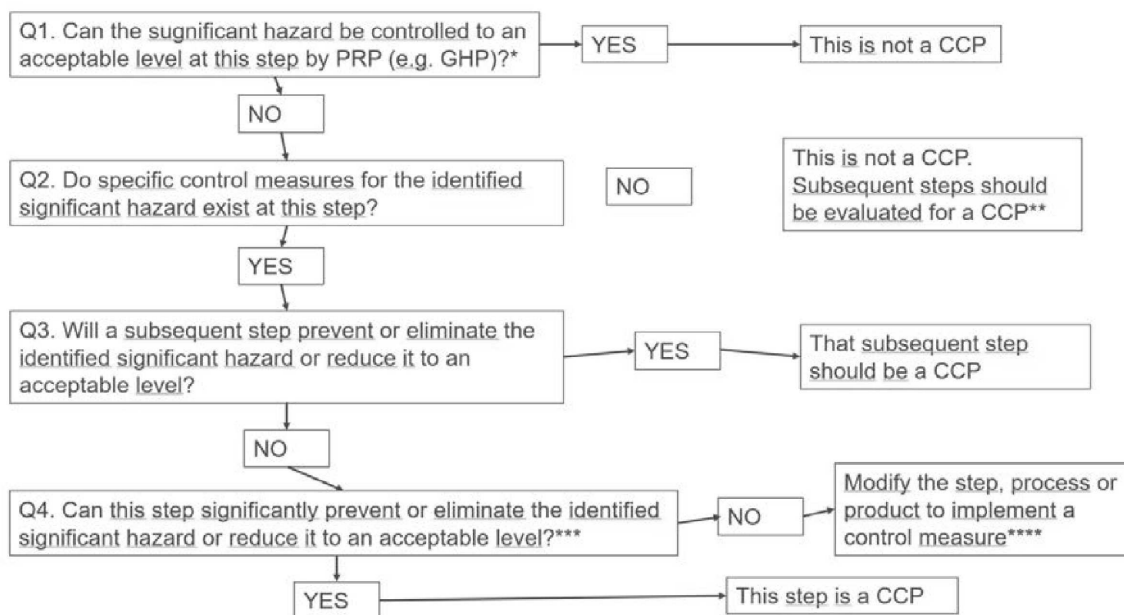 Q1. Can the sugnificant hazard be controlled to an
acceptable level at this step by PRP (e.g. GHP)?*
YES
This is not a CCP
NO
Q2. Do specific control measures for the identified
significant hazard exist at this step?
NO
This is not a CCP.
Subsequent steps should
be evaluated for a CCP**
YES
Q3. Will a subsequent step prevent or eliminate the
identified significant hazard or reduce it to an
acceptable level?
YES
That subsequent step
should be a CCP
NO
Q4. Can this step significantly prevent or eliminate the identified
significant hazard or reduce it to an acceptable level?***
NO
Modify the step, process or
product to implement a
control measure****
YES
This step is a CCP